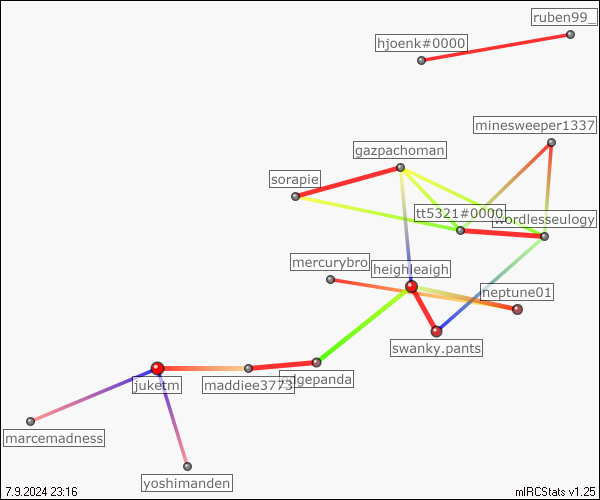 ruben99_
hjoenk#0000
minesweeper1337
gazpachoman
sorapie
tt5321#0000
wordlesseulogy
mercurybro
heighleaigh
neptune01
swanky.pants
juketm
maddiee3773
marcemadness
yoshimanden
7.9.2024 23:16
mIRCStats v1.25